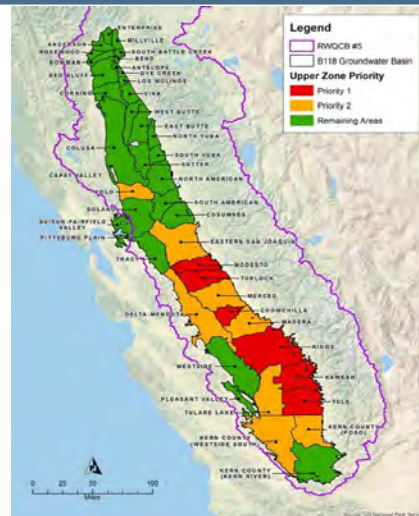 Legend
RWQCB #5
B118 Groundwater Basin
Upper Zone Priority
Priority 1
Priority 2
Remaining Areas
ENTERPRISE
ANDERSON
MILLVILLE
ROSEWOOD
SOUTH BATTLE CREEK
BOWMAN
BEND
ANTELOPE
RED BLUFF
DYE CREEK
LOS MOLINOS
CORNING
VINA
WEST BUTTE
EAST BUTTE
NORTH YUBA
COLUSA
SOUTH YUBA
SUTTER
CAPAY VALLEY
NORTH AMERICAN
YOLO
SOUTH AMERICAN
SOLANO
COSUMNES
SUISUN-FAIRFIELD
VALLEY
PITTSBURG PLAIN
EASTERN SAN JOAQUIN
TRACY
MODESTO
TURLOCK
MERCED
CHOWCHILLA
DELTA-MENDOTA
MADERA
KINGS
WESTSIDE
KAWEAH
PLEASANT VALLEY
TULE
TULARE LAKE
KERN COUNTY
(POSO)
KERN COUNTY
(WESTSIDE SOUTH)
KERN COUNTY
(KERN RIVER)
0 50 100
Miles